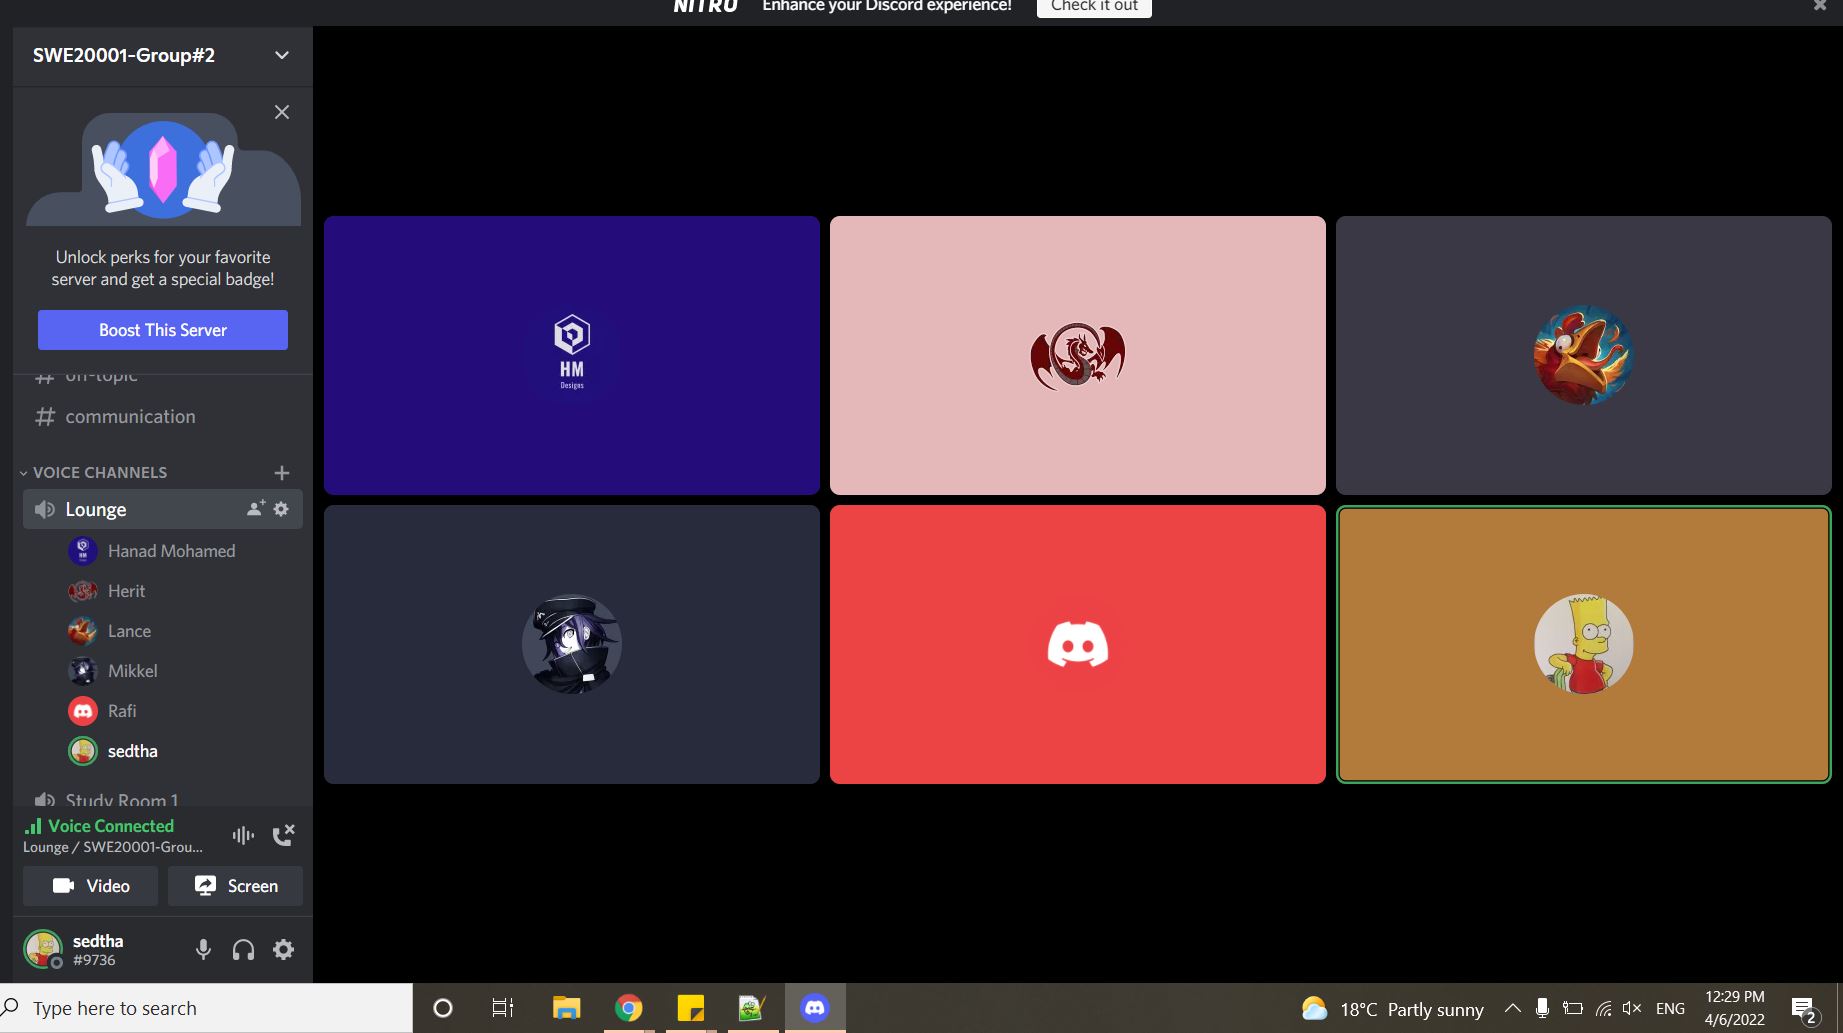 NITRO Enhance your Discord experience! Check it out
SWE20001-Group#2
Unlock perks for your favorite
server and get a special badge!
Boost This Server
# off-topic
# communication
VOICE CHANNELS
Lounge
Hanad Mohamed
Herit
Lance
Mikkel
Rafi
sedtha
Study Room 1
Voice Connected
Lounge / SWE20001-Grou...
Video
Screen
sedtha
#9736
HM
Designs
Type here to search
18°C Partly sunny
ENG
12:29 PM
4/6/2022
2